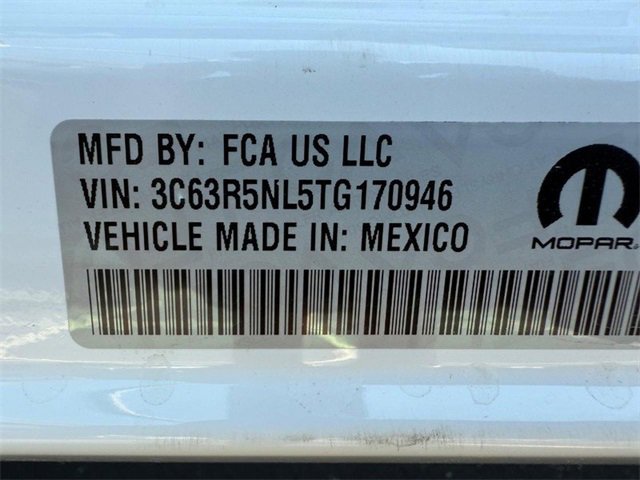 MFD BY: FCA US LLC
VIN: 3C63R5NL5TG170946
VEHICLE MADE IN: MEXICO
MOPAR